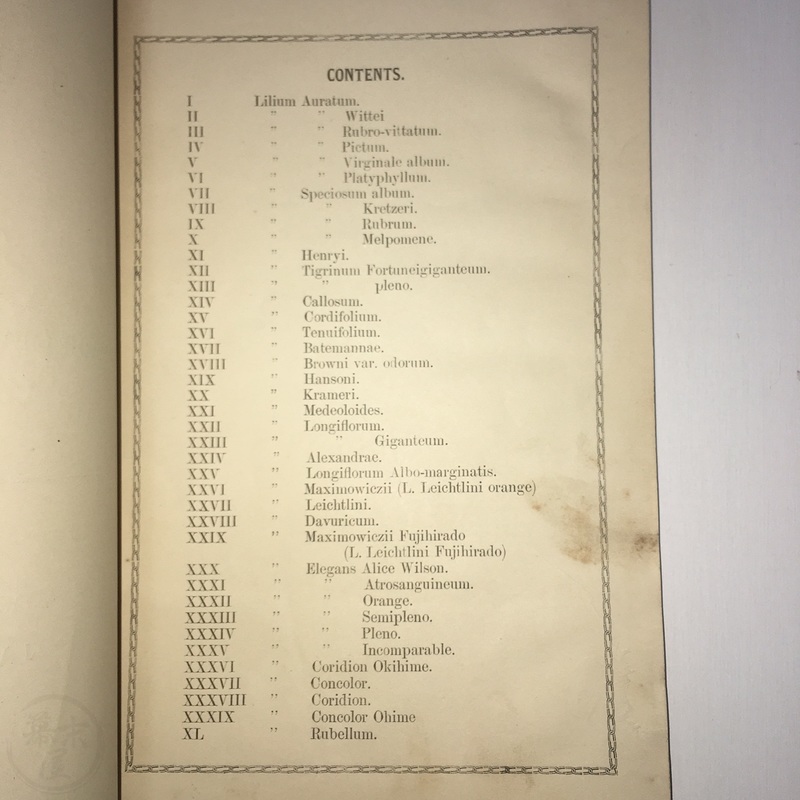 CONTENTS.
I Lilium Auratum.
II " " Wittei
III " " Rubro-vittatum.
IV " " Pictum.
V " " Virginale album.
VI " " Platyphyllum.
VII " Speciosum album.
VIII " " Kretzeri.
IX " " Rubrum.
X " " Melpomene.
XI " Henryi.
XII " Tigrinum Fortuneigiganteum.
XIII " " pleno.
XIV " Callosum.
XV " Cordifolium.
XVI " Tenuifolium.
XVII " Batemannae.
XVIII " Browni var. odorum.
XIX " Hansoni.
XX " Krameri.
XXI " Medeoloides.
XXII " Longiflorum.
XXIII " " Giganteum.
XXIV " Alexandrae.
XXV " Longiflorum Albo-marginatis.
XXVI " Maximowiczii (L. Leichtlini orange)
XXVII " Leichtlini.
XXVIII " Davuricum.
XXIX " Maximowiczii Fujihirado
(L. Leichtlini Fujihirado)
XXX " Elegans Alice Wilson.
XXXI " " Atrosanguineum.
XXXII " " Orange.
XXXIII " " Semipleno.
XXXIV " " Pleno.
XXXV " " Incomparable.
XXXVI " Coridion Okihime.
XXXVII " Concolor.
XXXVIII " Coridion.
XXXIX " Concolor Ohime
XL " Rubellum.